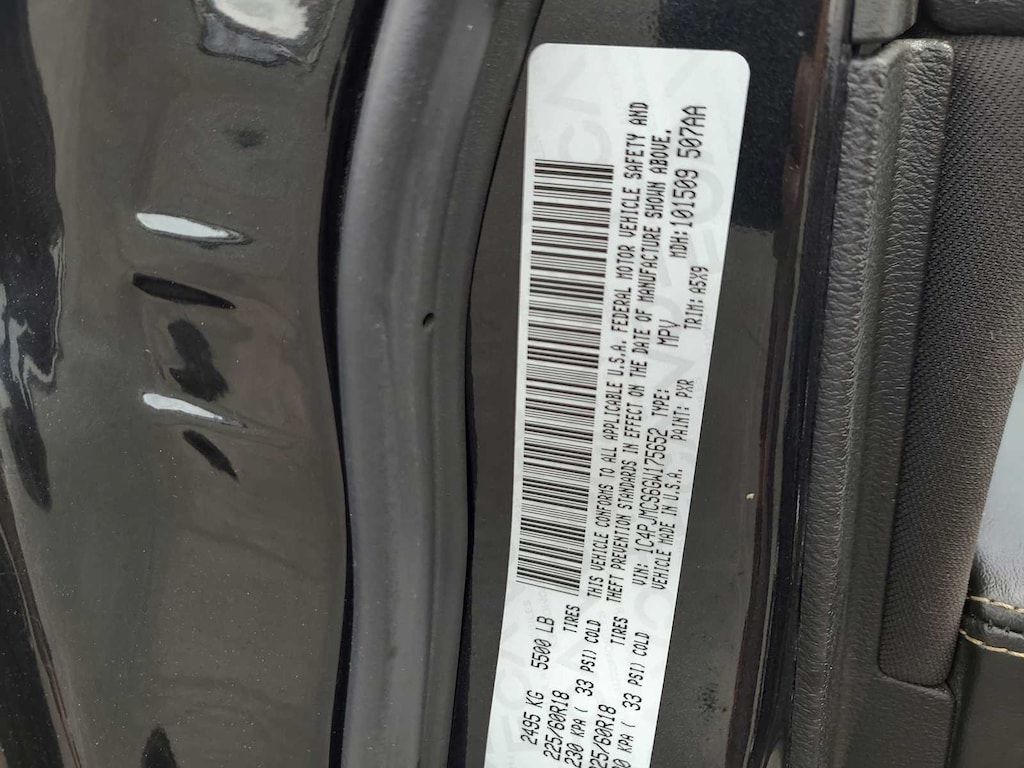 2495 KG 5500 LB
225/60R18 TIRES
230 KPA ( 33 PSI) COLD
THIS VEHICLE CONFORMS TO ALL APPLICABLE U.S.A. FEDERAL MOTOR VEHICLE SAFETY AND
225/60R18 TIRES THEFT PREVENTION STANDARDS IN EFFECT ON THE DATE OF MANUFACTURE SHOWN ABOVE.
KPA ( 33 PSI) COLD VIN: 1C4PJMCS6GW175652 TYPE: MPV MDH:101509 507AA
VEHICLE MADE IN U.S.A. PAINT: PXR TRIM: A5X9